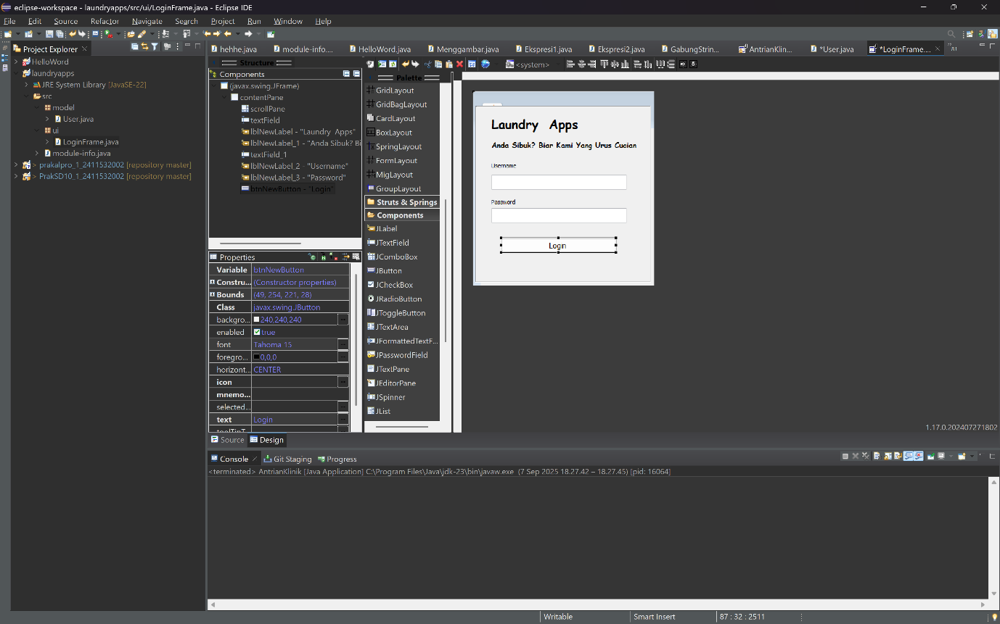 eclipse-workspace - laundryapps/src/ui/LoginFrame.java - Eclipse IDE
File Edit Source Refactor Navigate Search Project Run Window Help
Project Explorer
HelloWord
laundryapps
JRE System Library [JavaSE-22]
src
model
User.java
ui
LoginFrame.java
module-info.java
> prakalpro_1_2411532002 [repository master]
> PrakSD10_1_2411532002 [repository master]
hehhe.java module-info.... HelloWord.java Menggambar.java Ekspresi1.java Ekspresi2.java GabungStrin... AntrianKlin... *User.java *LoginFrame.... 81
Structure
Components
(javax.swing.JFrame)
contentPane
scrollPane
textField
lblNewLabel - "Laundry Apps"
lblNewLabel_1 - "Anda Sibuk? Bi
textField_1
lblNewLabel_2 - "Username"
lblNewLabel_3 - "Password"
btnNewButton - "Login"
Properties
Variable btnNewButton
Constru... (Constructor properties)
Bounds (49, 254, 221, 28)
Class javax.swing.JButton
backgro... 240,240,240
enabled true
font Tahoma 15
foregro... 0,0,0
horizont... CENTER
icon
mnemo...
selected...
text Login
Palette
GridLayout
GridBagLayout
CardLayout
BoxLayout
SpringLayout
FormLayout
MigLayout
GroupLayout
Struts & Springs
Components
JLabel
JTextField
JComboBox
JButton
JCheckBox
JRadioButton
JToggleButton
JTextArea
JFormattedTextF...
JPasswordField
JTextPane
JEditorPane
JSpinner
JList
<system>
Laundry Apps
Anda Sibuk? Biar Kami Yang Urus Cucian
Username
Password
Login
1.17.0.202407271802
Source Design
Console Git Staging Progress
<terminated> AntrianKlinik [Java Application] C:\Program Files\Java\jdk-23\bin\javaw.exe (7 Sep 2025 18.27.42 – 18.27.45) [pid: 16064]
Writable Smart Insert 87 : 32 : 2511